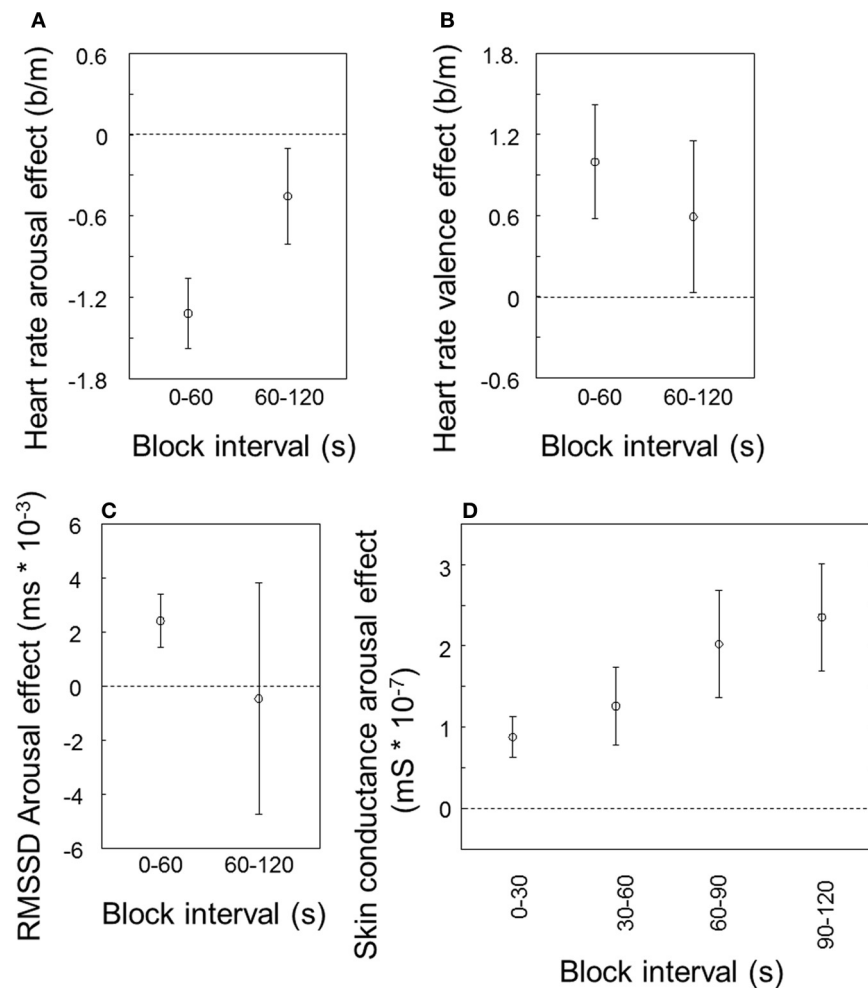 A
Heart rate arousal effect (b/m)
0.6
0
-0.6
-1.2
-1.8
0-60
60-120
Block interval (s)
B
Heart rate valence effect (b/m)
1.8.
1.2
0.6
0
-0.6
0-60
60-120
Block interval (s)
C
RMSSD Arousal effect (ms * 10-3)
6
4
2
0
-2
-4
-6
0-60
60-120
Block interval (s)
D
Skin conductance arousal effect
(mS * 10-7)
3
2
1
0
0-30
30-60
60-90
90-120
Block interval (s)